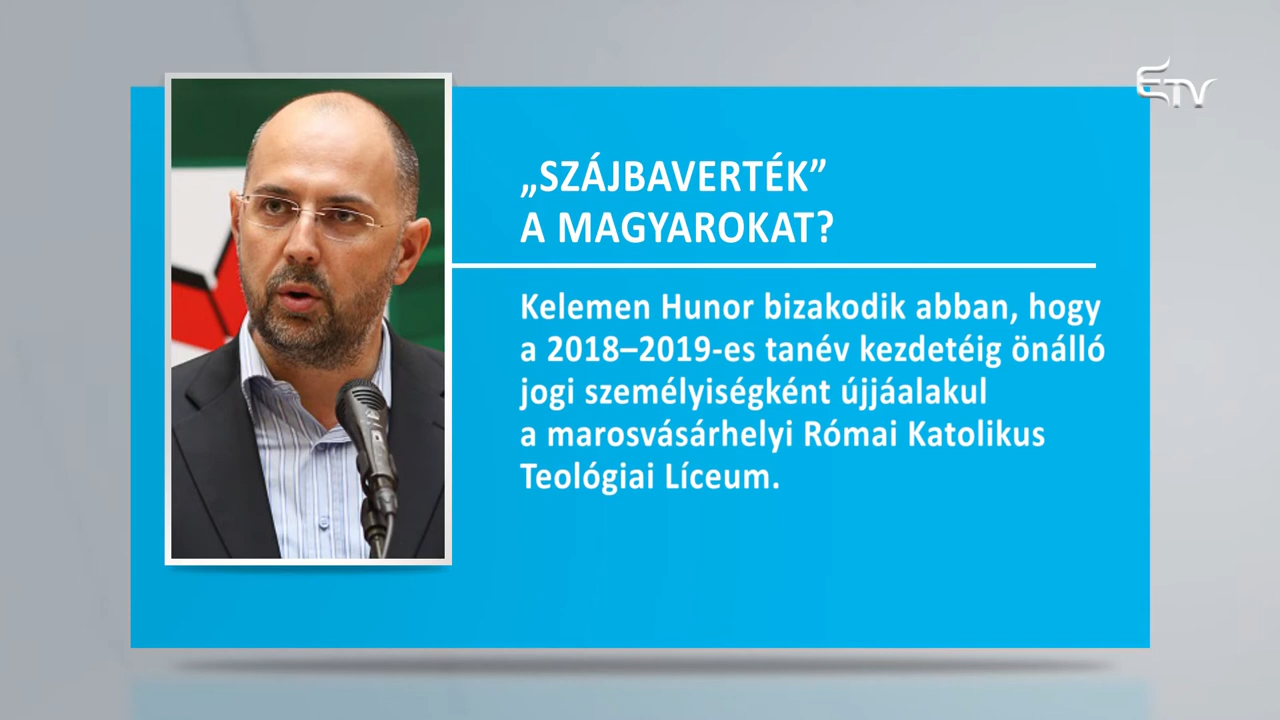 ETV
„SZÁJBAVERTÉK”
A MAGYAROKAT?
Kelemen Hunor bizakodik abban, hogy
a 2018–2019-es tanév kezdetéig önálló
jogi személyiségként újjáalakul
a marosvásárhelyi Római Katolikus
Teológiai Líceum.